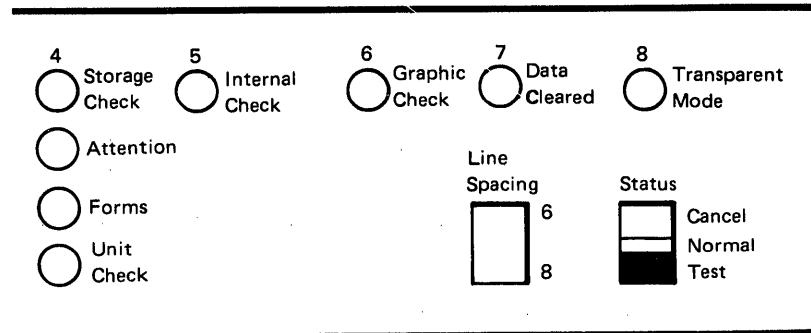 4 5 6 7 8
Storage Check
Internal Check
Graphic Check
Data Cleared
Transparent Mode
Attention
Forms
Unit Check
Line Spacing
6
8
Status
Cancel
Normal
Test